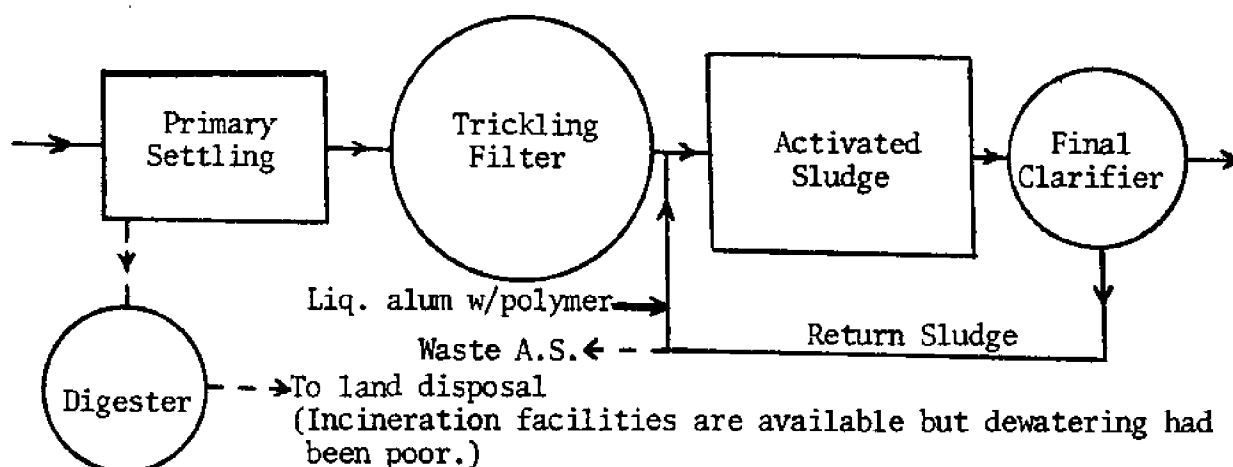 Primary
Settling
Trickling
Filter
Activated
Sludge
Final
Clarifier
Liq. alum w/polymer
Return Sludge
Waste A.S.
Digester
To land disposal
(Incineration facilities are available but dewatering had
been poor.)